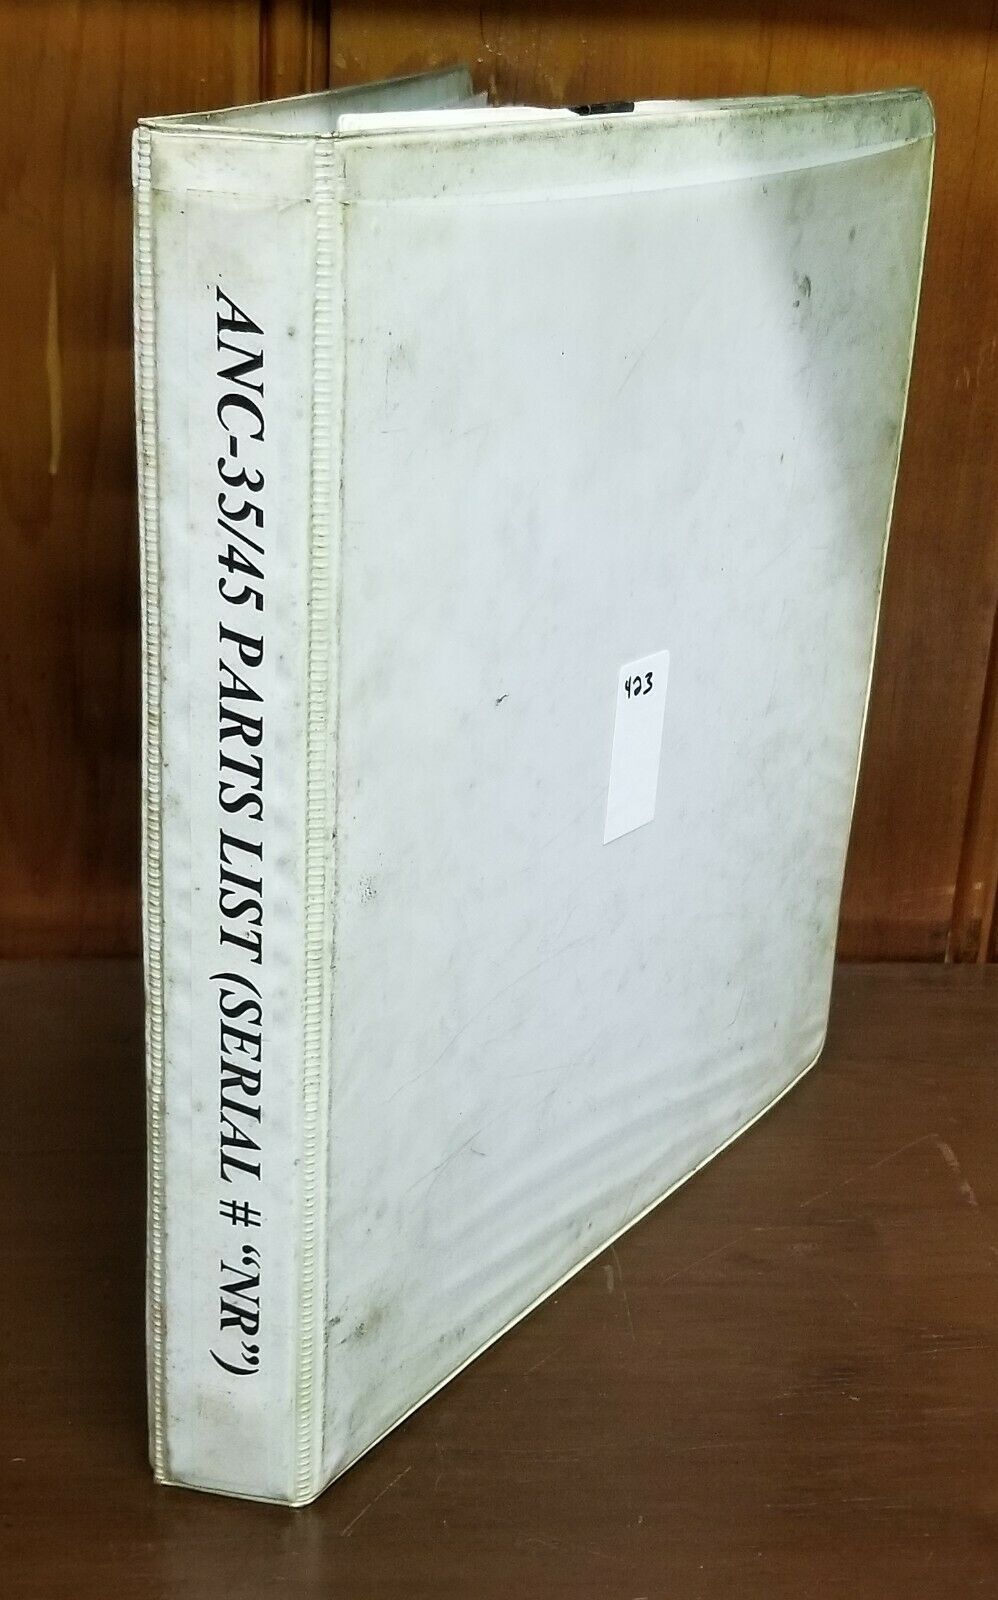 ANC-35/45 PARTS LIST (SERIAL # “NR”)
423